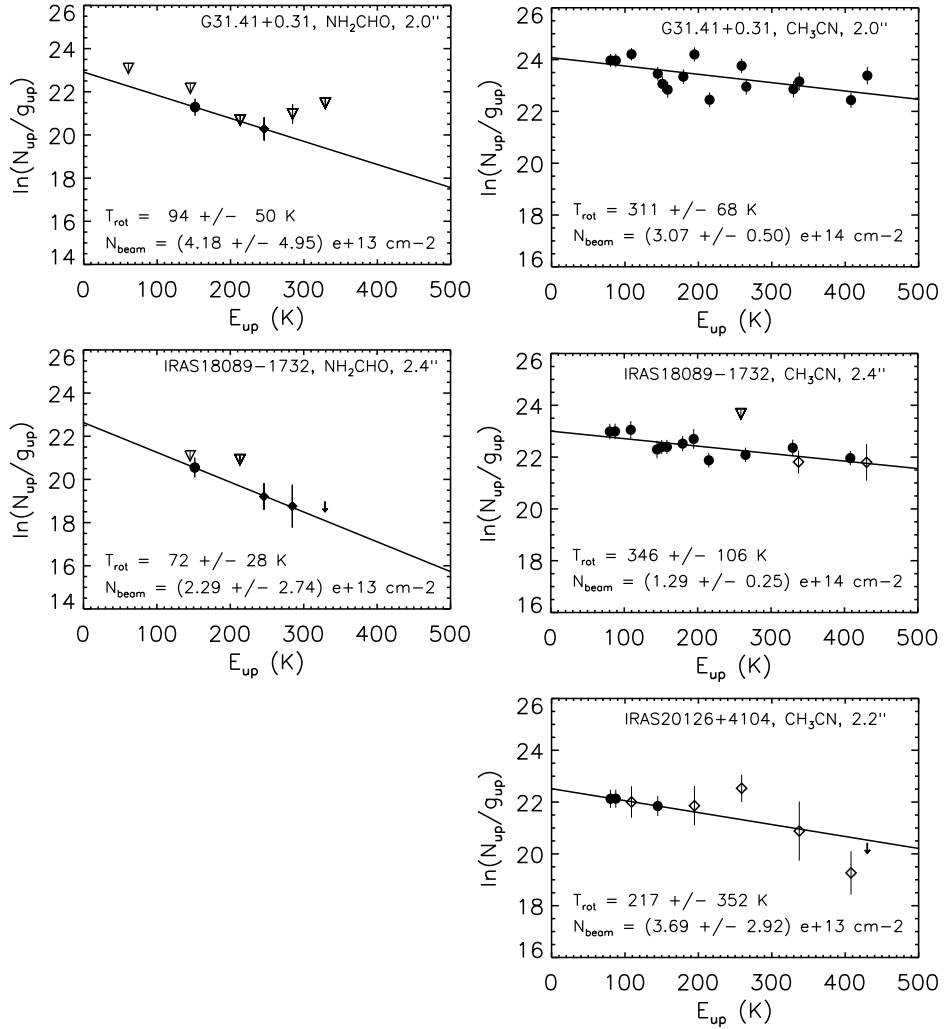 G31.41+0.31, NH₂CHO, 2.0"
26
24
22
20
18
16
14
ln(Nup/gup)
Trot = 94 +/− 50 K
Nbeam = (4.18 +/− 4.95) e+13 cm−2
0 100 200 300 400 500
Eup (K)
G31.41+0.31, CH₃CN, 2.0"
26
24
22
20
18
16
ln(Nup/gup)
Trot = 311 +/− 68 K
Nbeam = (3.07 +/− 0.50) e+14 cm−2
0 100 200 300 400 500
Eup (K)
IRAS18089−1732, NH₂CHO, 2.4"
26
24
22
20
18
16
14
ln(Nup/gup)
Trot = 72 +/− 28 K
Nbeam = (2.29 +/− 2.74) e+13 cm−2
0 100 200 300 400 500
Eup (K)
IRAS18089−1732, CH₃CN, 2.4"
26
24
22
20
18
16
ln(Nup/gup)
Trot = 346 +/− 106 K
Nbeam = (1.29 +/− 0.25) e+14 cm−2
0 100 200 300 400 500
Eup (K)
IRAS20126+4104, CH₃CN, 2.2"
26
24
22
20
18
16
ln(Nup/gup)
Trot = 217 +/− 352 K
Nbeam = (3.69 +/− 2.92) e+13 cm−2
0 100 200 300 400 500
Eup (K)